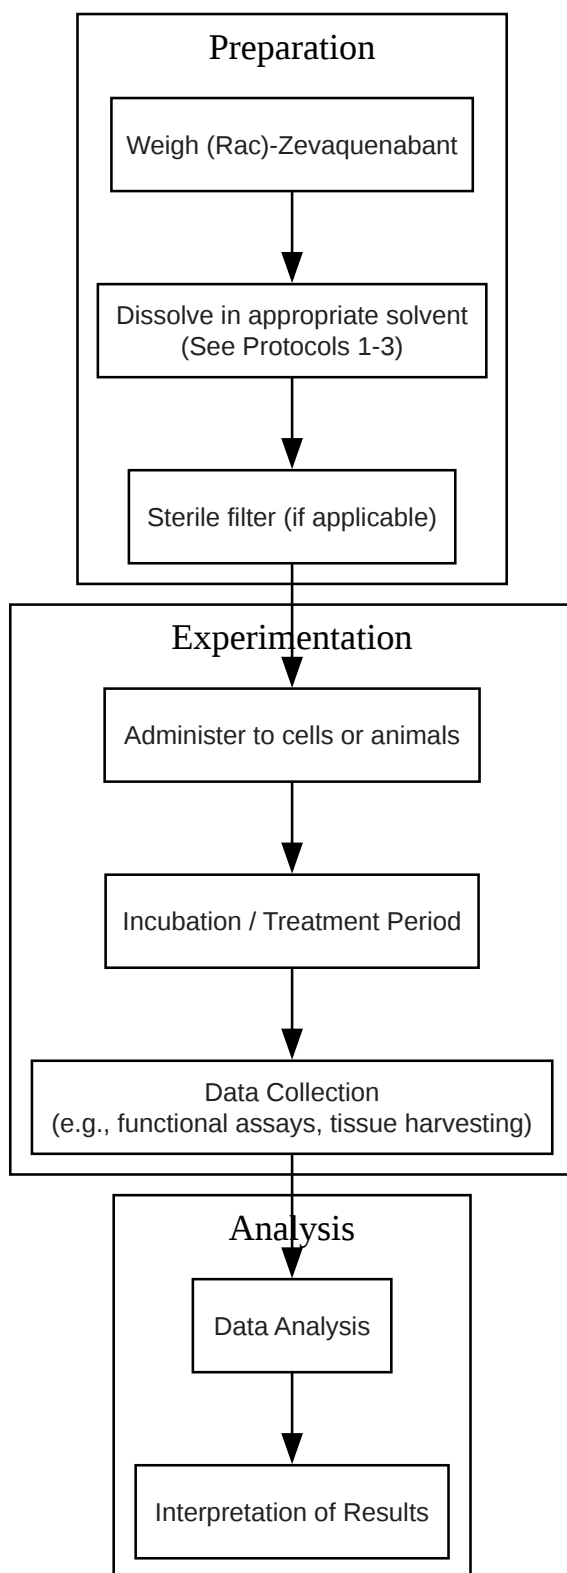 Preparation
Weigh (Rac)-Zevaquenabant
Dissolve in appropriate solvent
(See Protocols 1-3)
Sterile filter (if applicable)
Experimentation
Administer to cells or animals
Incubation / Treatment Period
Data Collection
(e.g., functional assays, tissue harvesting)
Analysis
Data Analysis
Interpretation of Results